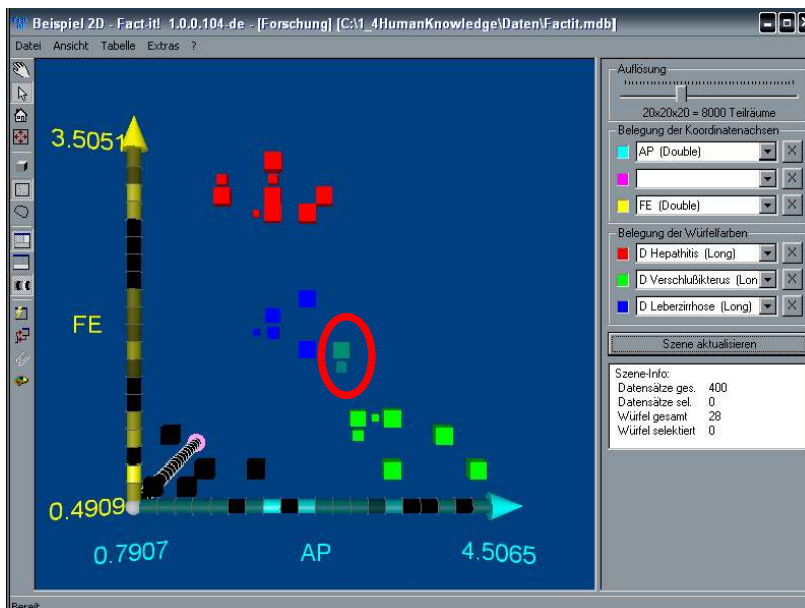 Beispiel 2D - Fact-it! 1.0.0.104-de - [Forschung] [C:\1_4HumanKnowledge\Daten\Factit.mdb]
Datei Ansicht Tabelle Extras ?
3.5051
FE
0.4909
0.7907
AP
4.5065
Auflösung
20x20x20 = 8000 Teilräume
Belegung der Koordinatenachsen
AP (Double)
FE (Double)
Belegung der Würfelfarben
D Hepathitis (Long)
D Verschlußikterus (Lon
D Leberzirrhose (Long)
Szene aktualisieren
Szene-Info:
Datensätze ges. 400
Datensätze sel. 0
Würfel gesamt 28
Würfel selektiert 0
Bereit